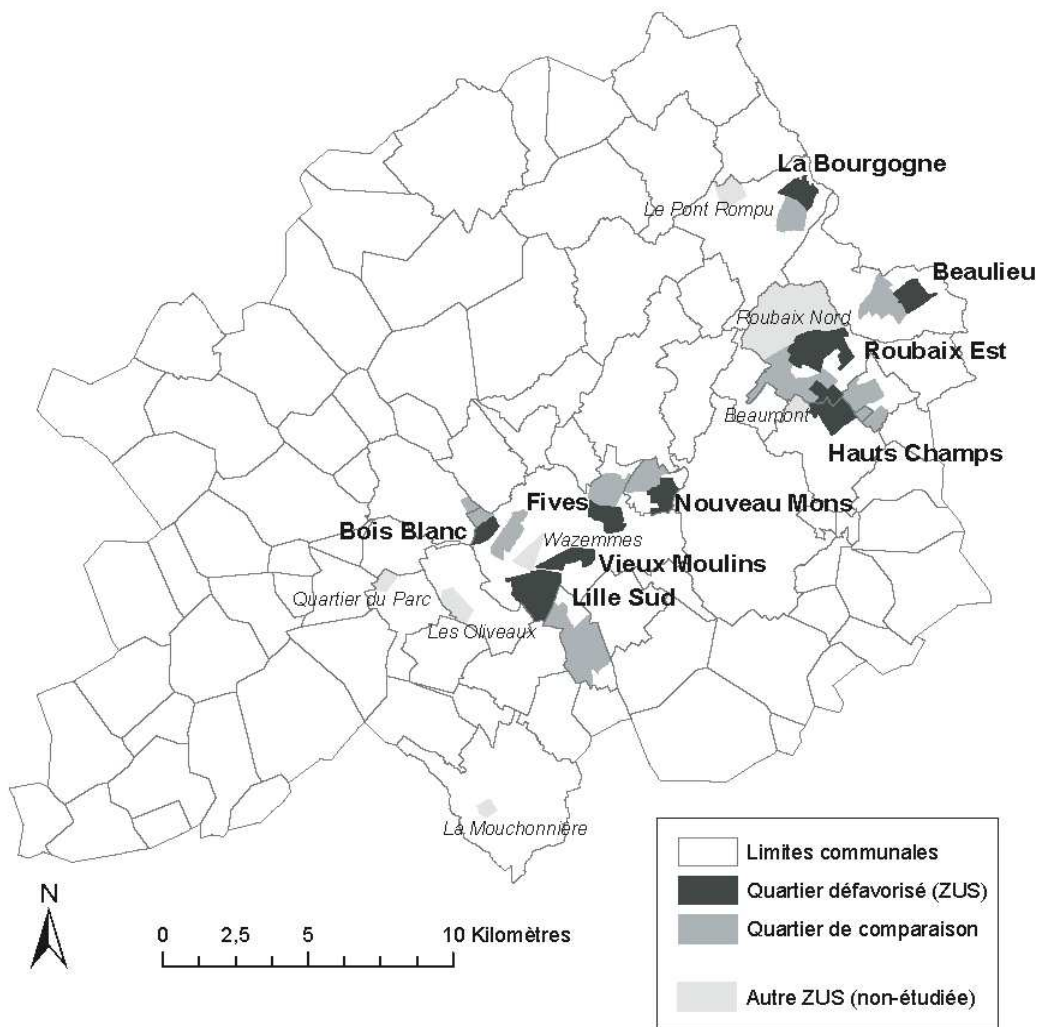 La Bourgogne
Le Pont Rompu
Beaulieu
Roubaix Nord
Roubaix Est
Beaumont
Hauts Champs
Fives
Nouveau Mons
Bois Blanc
Wazemmes
Vieux Moulins
Quartier du Parc
Lille Sud
Les Oliveaux
La Mouchonnière
N
0 2,5 5 10 Kilomètres
Limites communales
Quartier défavorisé (ZUS)
Quartier de comparaison
Autre ZUS (non-étudiée)